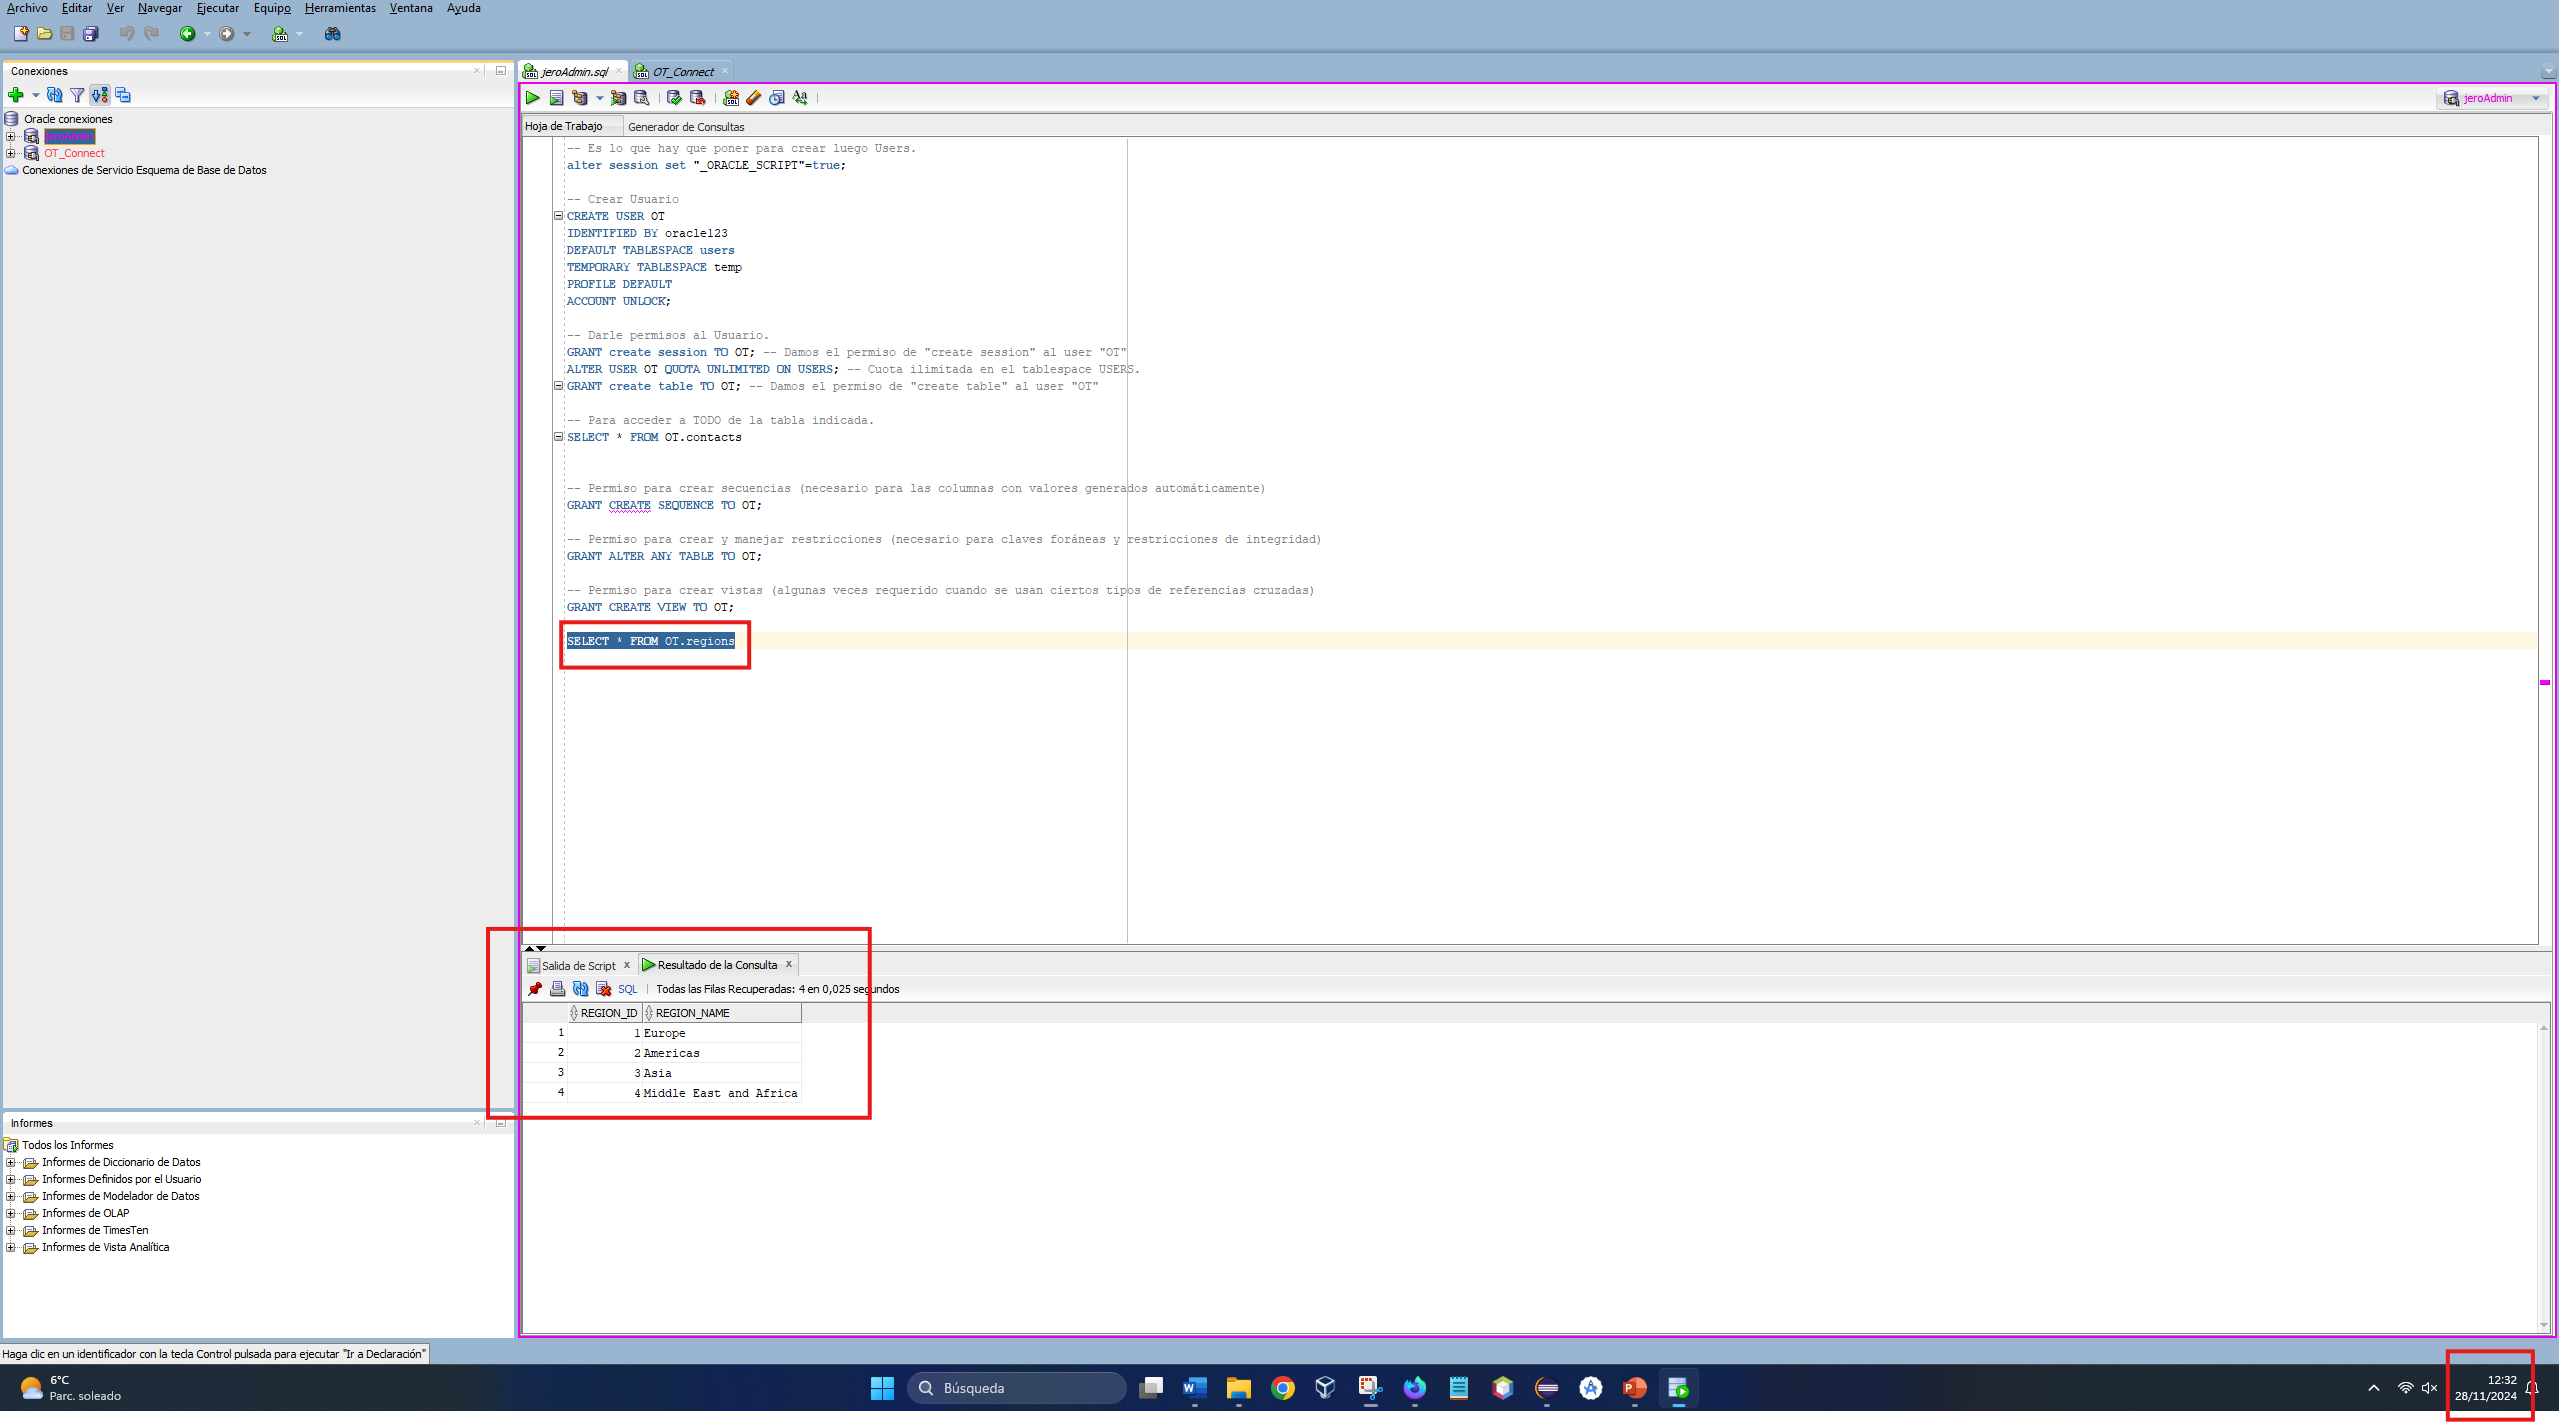 Archivo Editar Ver Navegar Ejecutar Equipo Herramientas Ventana Ayuda
Conexiones
Oracle conexiones
jeroAdmin
OT_Connect
Conexiones de Servicio Esquema de Base de Datos
jeroAdmin.sql OT_Connect
jeroAdmin
Hoja de Trabajo Generador de Consultas
-- Es lo que hay que poner para crear luego Users.
alter session set "_ORACLE_SCRIPT"=true;
-- Crear Usuario
CREATE USER OT
IDENTIFIED BY oracle123
DEFAULT TABLESPACE users
TEMPORARY TABLESPACE temp
PROFILE DEFAULT
ACCOUNT UNLOCK;
-- Darle permisos al Usuario.
GRANT create session TO OT; -- Damos el permiso de "create session" al user "OT"
ALTER USER OT QUOTA UNLIMITED ON USERS; -- Cuota ilimitada en el tablespace USERS.
GRANT create table TO OT; -- Damos el permiso de "create table" al user "OT"
-- Para acceder a TODO de la tabla indicada.
SELECT * FROM OT.contacts
-- Permiso para crear secuencias (necesario para las columnas con valores generados automáticamente)
GRANT CREATE SEQUENCE TO OT;
-- Permiso para crear y manejar restricciones (necesario para claves foráneas y restricciones de integridad)
GRANT ALTER ANY TABLE TO OT;
-- Permiso para crear vistas (algunas veces requerido cuando se usan ciertos tipos de referencias cruzadas)
GRANT CREATE VIEW TO OT;
SELECT * FROM OT.regions
Salida de Script x Resultado de la Consulta x
SQL | Todas las Filas Recuperadas: 4 en 0,025 segundos
REGION_ID REGION_NAME
1 1 Europe
2 2 Americas
3 3 Asia
4 4 Middle East and Africa
Informes
Todos los Informes
Informes de Diccionario de Datos
Informes Definidos por el Usuario
Informes de Modelador de Datos
Informes de OLAP
Informes de TimesTen
Informes de Vista Analítica
Haga clic en un identificador con la tecla Control pulsada para ejecutar "Ir a Declaración"
6°C
Parc. soleado
Búsqueda
12:32
28/11/2024